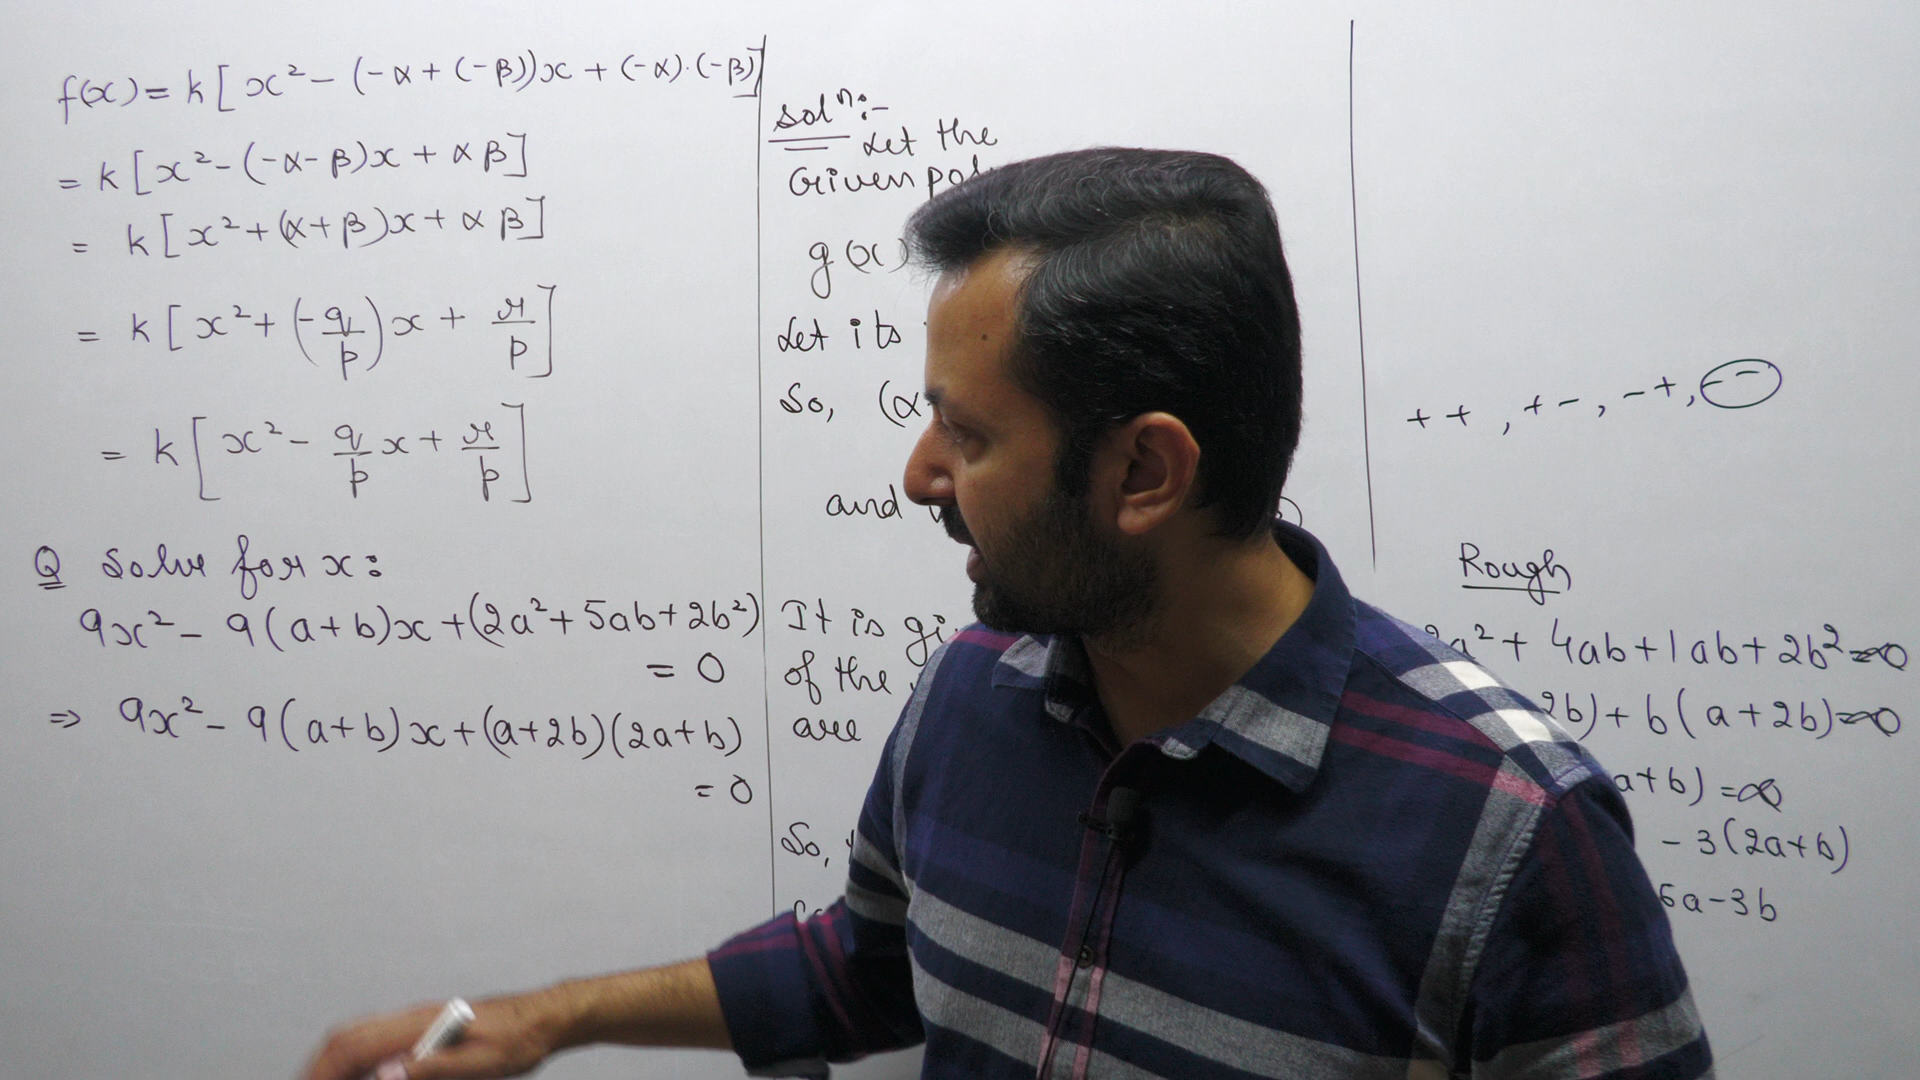 f(x) = k[x² - (-α + (-β))x + (-α)·(-β)]
= k[x² - (-α - β)x + αβ]
= k[x² + (α + β)x + αβ]
= k[x² + (-q/p)x + r/p]
= k[x² - q/p x + r/p]
Q Solve for x:
9x² - 9(a+b)x + (2a² + 5ab + 2b²)
= 0
⇒ 9x² - 9(a+b)x + (a+2b)(2a+b)
= 0
Solⁿ:-
Let the
Given
g(x)
Let its
So, (α
and
It is
of the
are
So,
+ + , + - , - + , - -
Rough
2a² + 4ab + 1ab + 2b² = 0
2b) + b(a+2b) = 0
a+b) = 0
- 3(2a+b)
6a - 3b